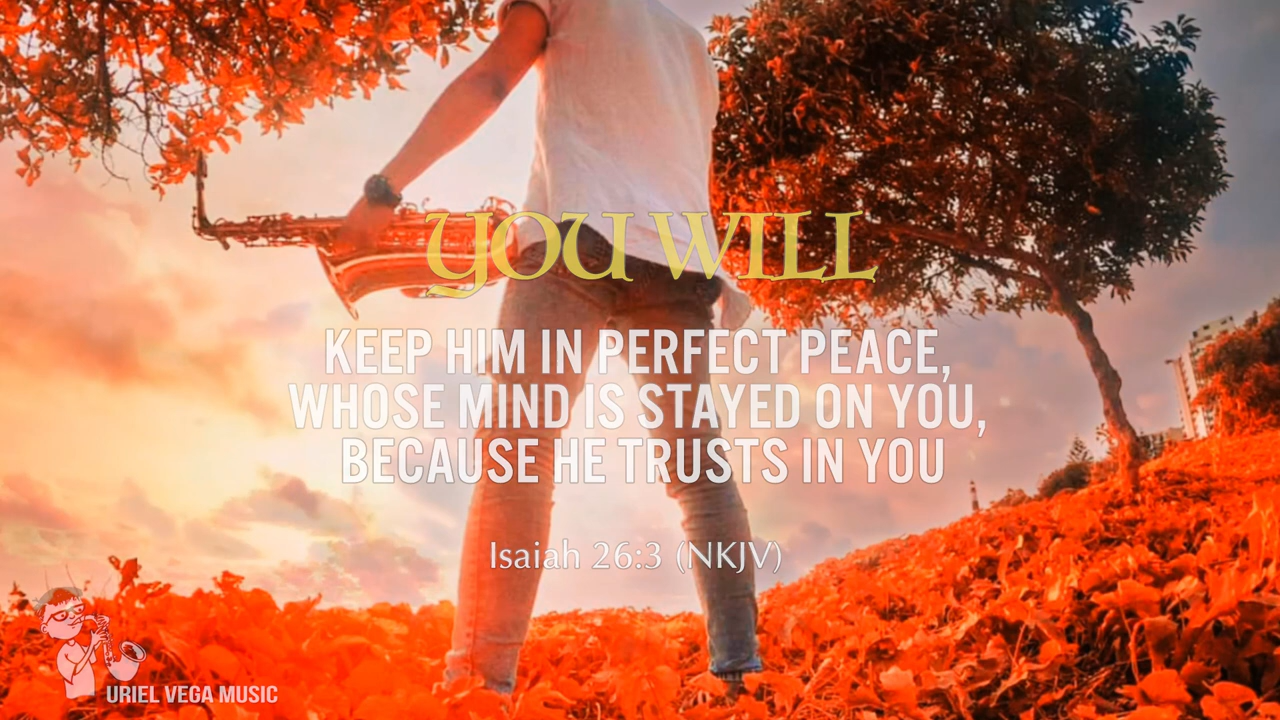 YOU WILL
KEEP HIM IN PERFECT PEACE,
WHOSE MIND IS STAYED ON YOU,
BECAUSE HE TRUSTS IN YOU
Isaiah 26:3 (NKJV)
URIEL VEGA MUSIC